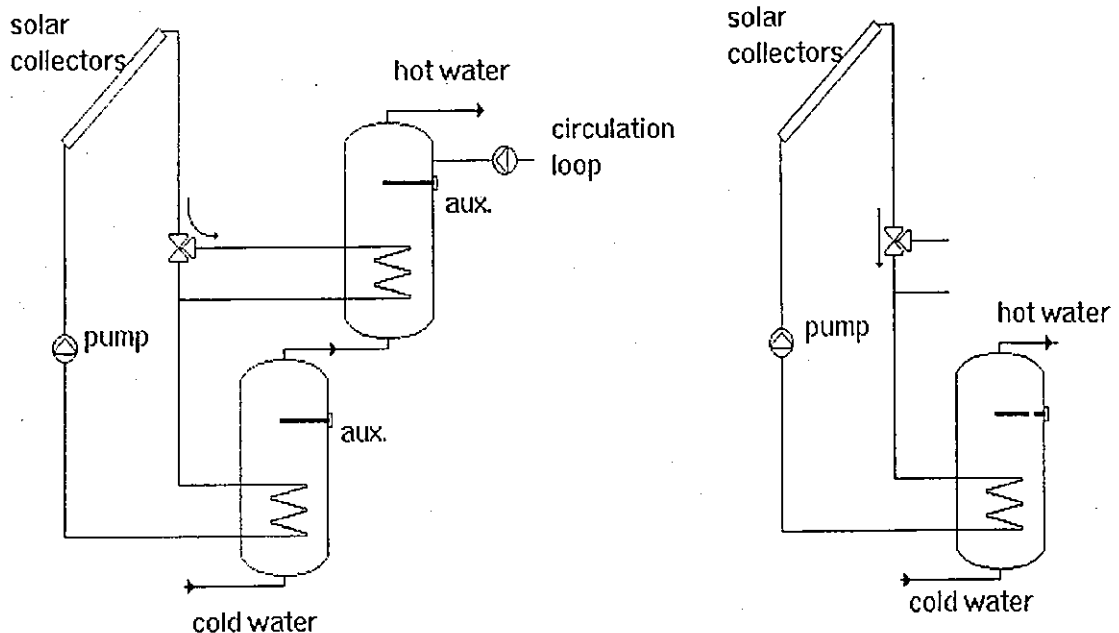 solar
collectors
hot water
circulation
loop
aux.
pump
aux.
cold water
solar
collectors
pump
hot water
cold water